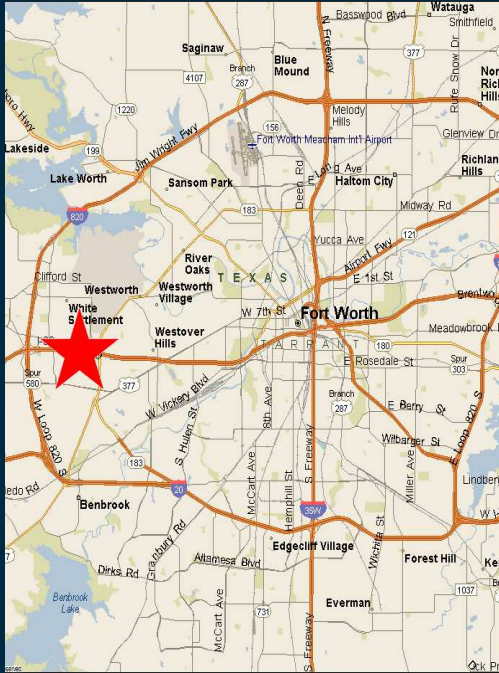 Watauga
Basswood Blvd
Smithfield
N Freeway
377
Saginaw
Blue
Mound
Branch
287
4107
Rufe Snow Dr
1220
Melody
Hills
156
Fort Worth Meacham Int'l Airport
Glenview Dr
Lakeside
199
Jim Wright Fwy
Deen Rd
Lake Worth
Sansom Park
Haltom City
Richland
Hills
183
Midway Rd
820
121
Yucca Ave
Airport Fwy
River
Oaks
TEXAS
E 1st St
Clifford St
Westworth
Westworth
Village
White
W 7th St
Fort Worth
Westover
Hills
TARRANT
180
E Rosedale St
Spur
303
Spur
580
377
W Vickery Blvd
8th Ave
Branch
287
E Berry St
W Loop 820 S
S Hulen St
Wilbarger St
E Loop 820 S
183
McCart Ave
Hemphill St
S Freeway
Miller Ave
20
Benbrook
35W
Granbury Rd
Edgecliff Village
Wichita St
Altamesa Blvd
Forest Hill
Dirks Rd
Benbrook
Lake
1037
Everman
McCart Ave
731
S Freeway